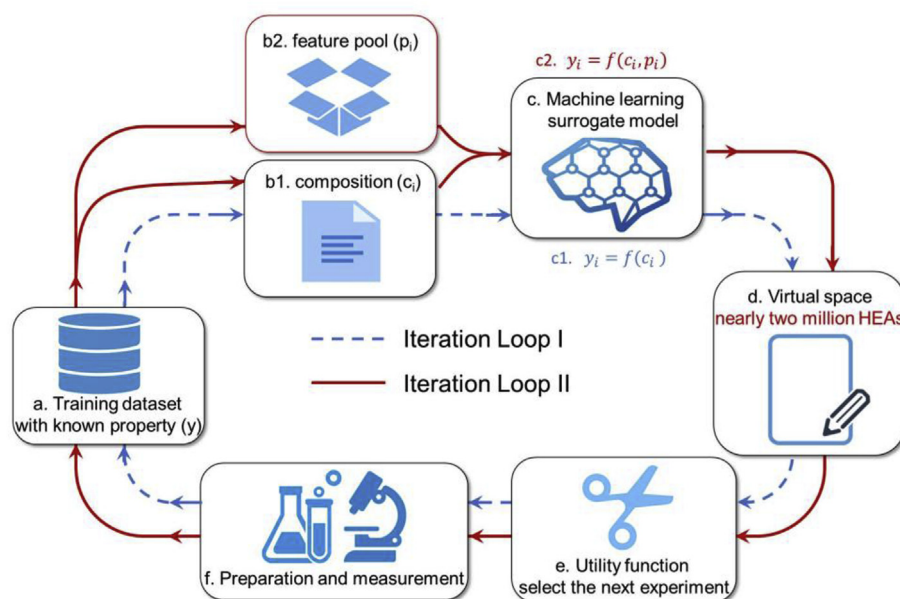 b2. feature pool (pᵢ)
c2. yᵢ = f(cᵢ, pᵢ)
c. Machine learning
surrogate model
b1. composition (cᵢ)
c1. yᵢ = f(cᵢ)
d. Virtual space
nearly two million HEAs
Iteration Loop I
Iteration Loop II
a. Training dataset
with known property (y)
f. Preparation and measurement
e. Utility function
select the next experiment